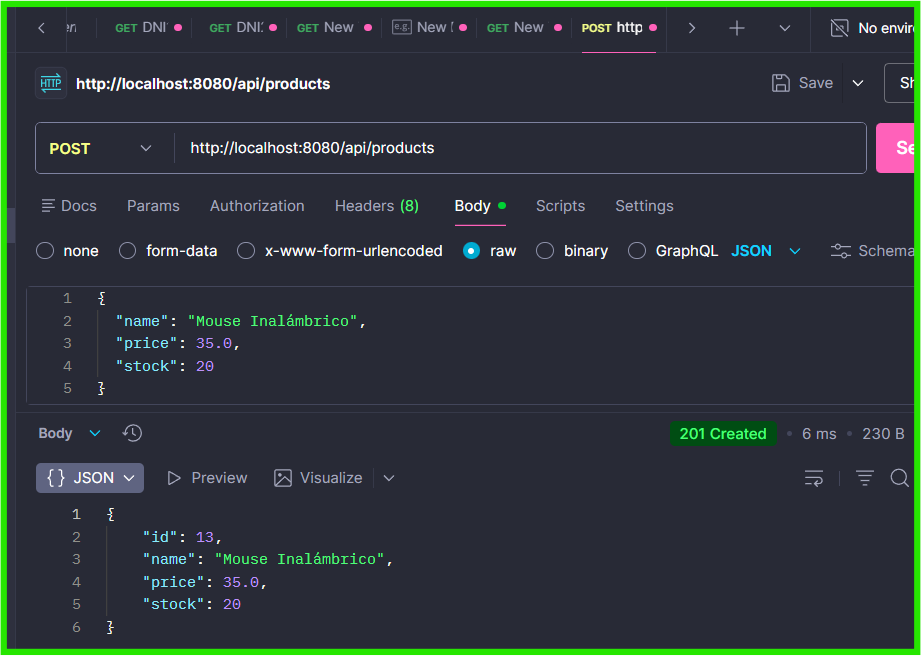 GET DNI GET DNI: GET New e.g. New GET New POST http No envir
HTTP http://localhost:8080/api/products Save Sh
POST http://localhost:8080/api/products Se
Docs Params Authorization Headers (8) Body Scripts Settings
none form-data x-www-form-urlencoded raw binary GraphQL JSON Schema
1 {
2 "name": "Mouse Inalámbrico",
3 "price": 35.0,
4 "stock": 20
5 }
Body 201 Created • 6 ms • 230 B
{} JSON Preview Visualize
1 {
2 "id": 13,
3 "name": "Mouse Inalámbrico",
4 "price": 35.0,
5 "stock": 20
6 }